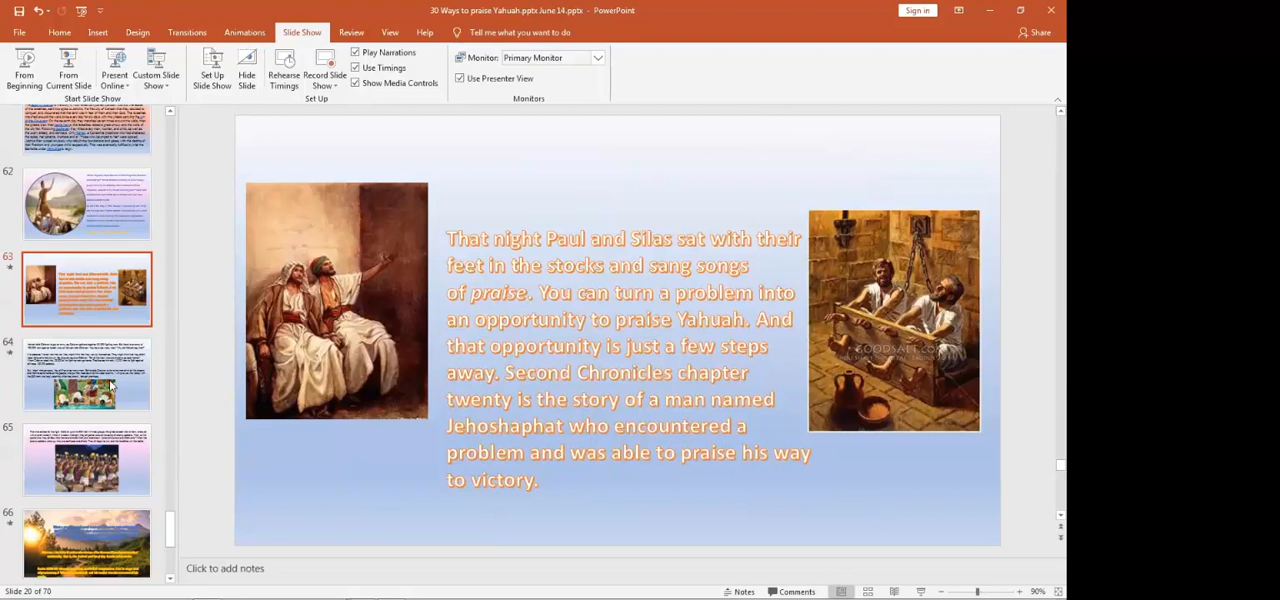 30 Ways to praise Yahuah.pptx June 14.pptx - PowerPoint
Sign in
File Home Insert Design Transitions Animations Slide Show Review View Help Tell me what you want to do
Share
From Beginning
From Current Slide
Present Online
Custom Slide Show
Start Slide Show
Set Up Slide Show
Hide Slide
Rehearse Timings
Record Slide Show
Play Narrations
Use Timings
Show Media Controls
Set Up
Monitor: Primary Monitor
Use Presenter View
Monitors
62
63
64
65
66
That night Paul and Silas sat with their
feet in the stocks and sang songs
of praise. You can turn a problem into
an opportunity to praise Yahuah. And
that opportunity is just a few steps
away. Second Chronicles chapter
twenty is the story of a man named
Jehoshaphat who encountered a
problem and was able to praise his way
to victory.
GOODSALT.COM
Click to add notes
Slide 20 of 70
Notes
Comments
90%